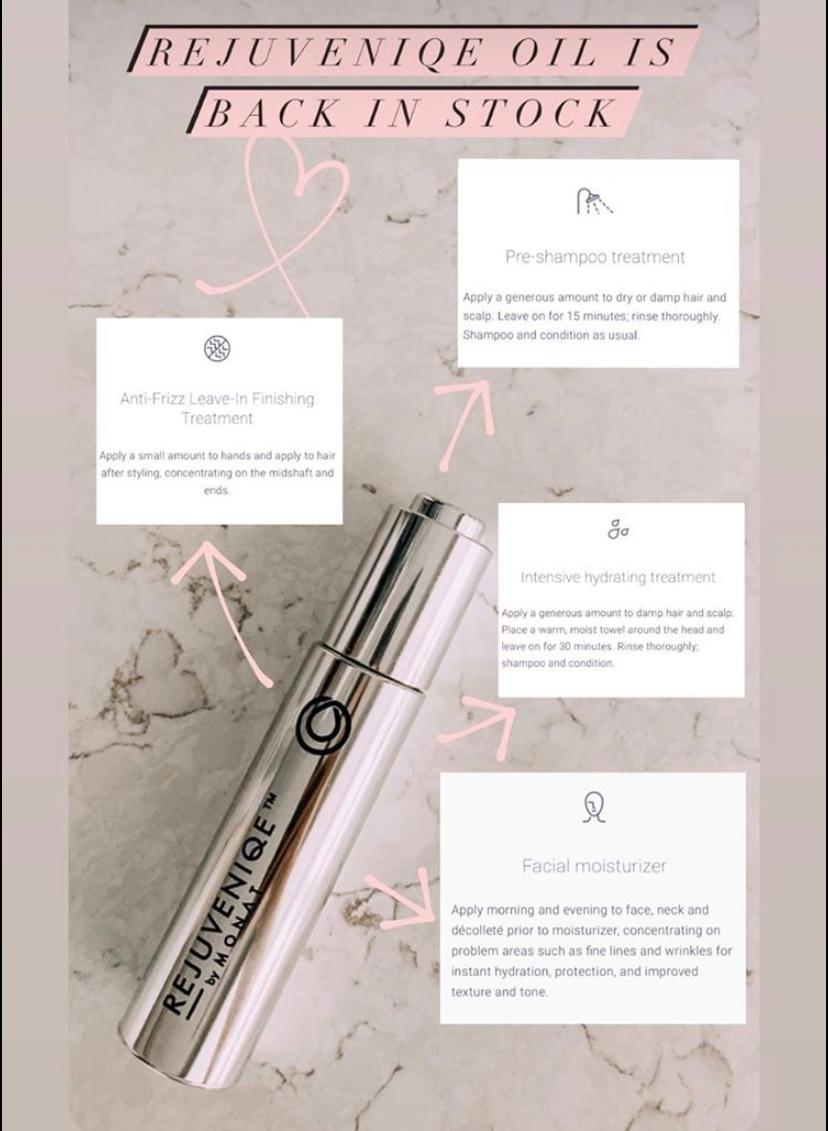 REJUVENIQE OIL IS
BACK IN STOCK
Pre-shampoo treatment
Apply a generous amount to dry or damp hair and
scalp. Leave on for 15 minutes; rinse thoroughly.
Shampoo and condition as usual.
Anti-Frizz Leave-In Finishing
Treatment
Apply a small amount to hands and apply to hair
after styling, concentrating on the midshaft and
ends.
Intensive hydrating treatment
Apply a generous amount to damp hair and scalp.
Place a warm, moist towel around the head and
leave on for 30 minutes. Rinse thoroughly;
shampoo and condition.
REJUVENIQE™
by MONAT
Facial moisturizer
Apply morning and evening to face, neck and
décolleté prior to moisturizer, concentrating on
problem areas such as fine lines and wrinkles for
instant hydration, protection, and improved
texture and tone.